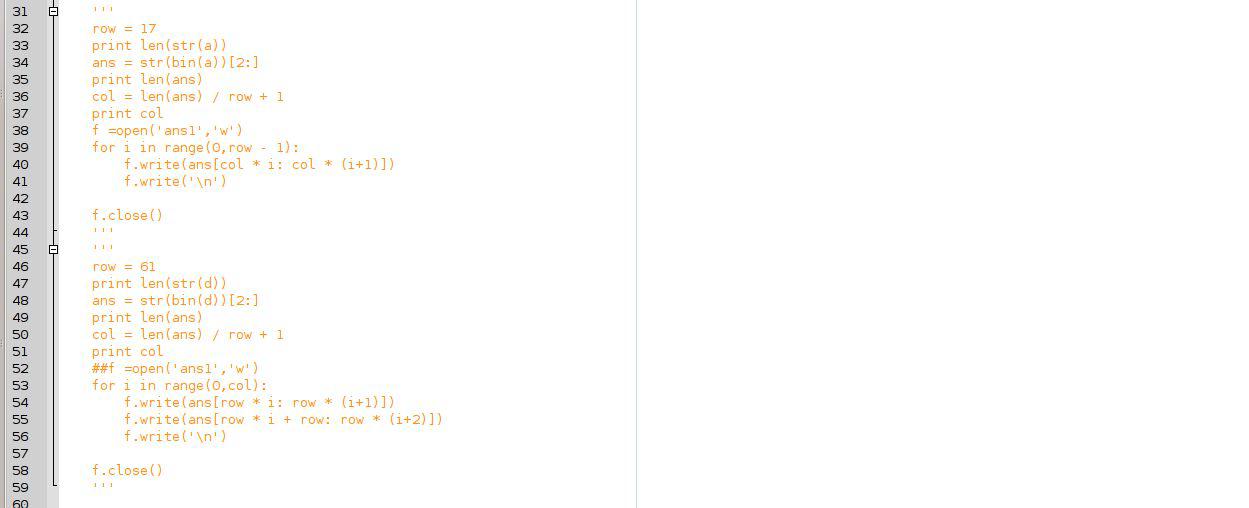 31 '''
32 row = 17
33 print len(str(a))
34 ans = str(bin(a))[2:]
35 print len(ans)
36 col = len(ans) / row + 1
37 print col
38 f =open('ans1','w')
39 for i in range(0,row - 1):
40     f.write(ans[col * i: col * (i+1)])
41     f.write('\n')
42
43 f.close()
44 '''
45 '''
46 row = 61
47 print len(str(d))
48 ans = str(bin(d))[2:]
49 print len(ans)
50 col = len(ans) / row + 1
51 print col
52 ##f =open('ans1','w')
53 for i in range(0,col):
54     f.write(ans[row * i: row * (i+1)])
55     f.write(ans[row * i + row: row * (i+2)])
56     f.write('\n')
57
58 f.close()
59 '''
60